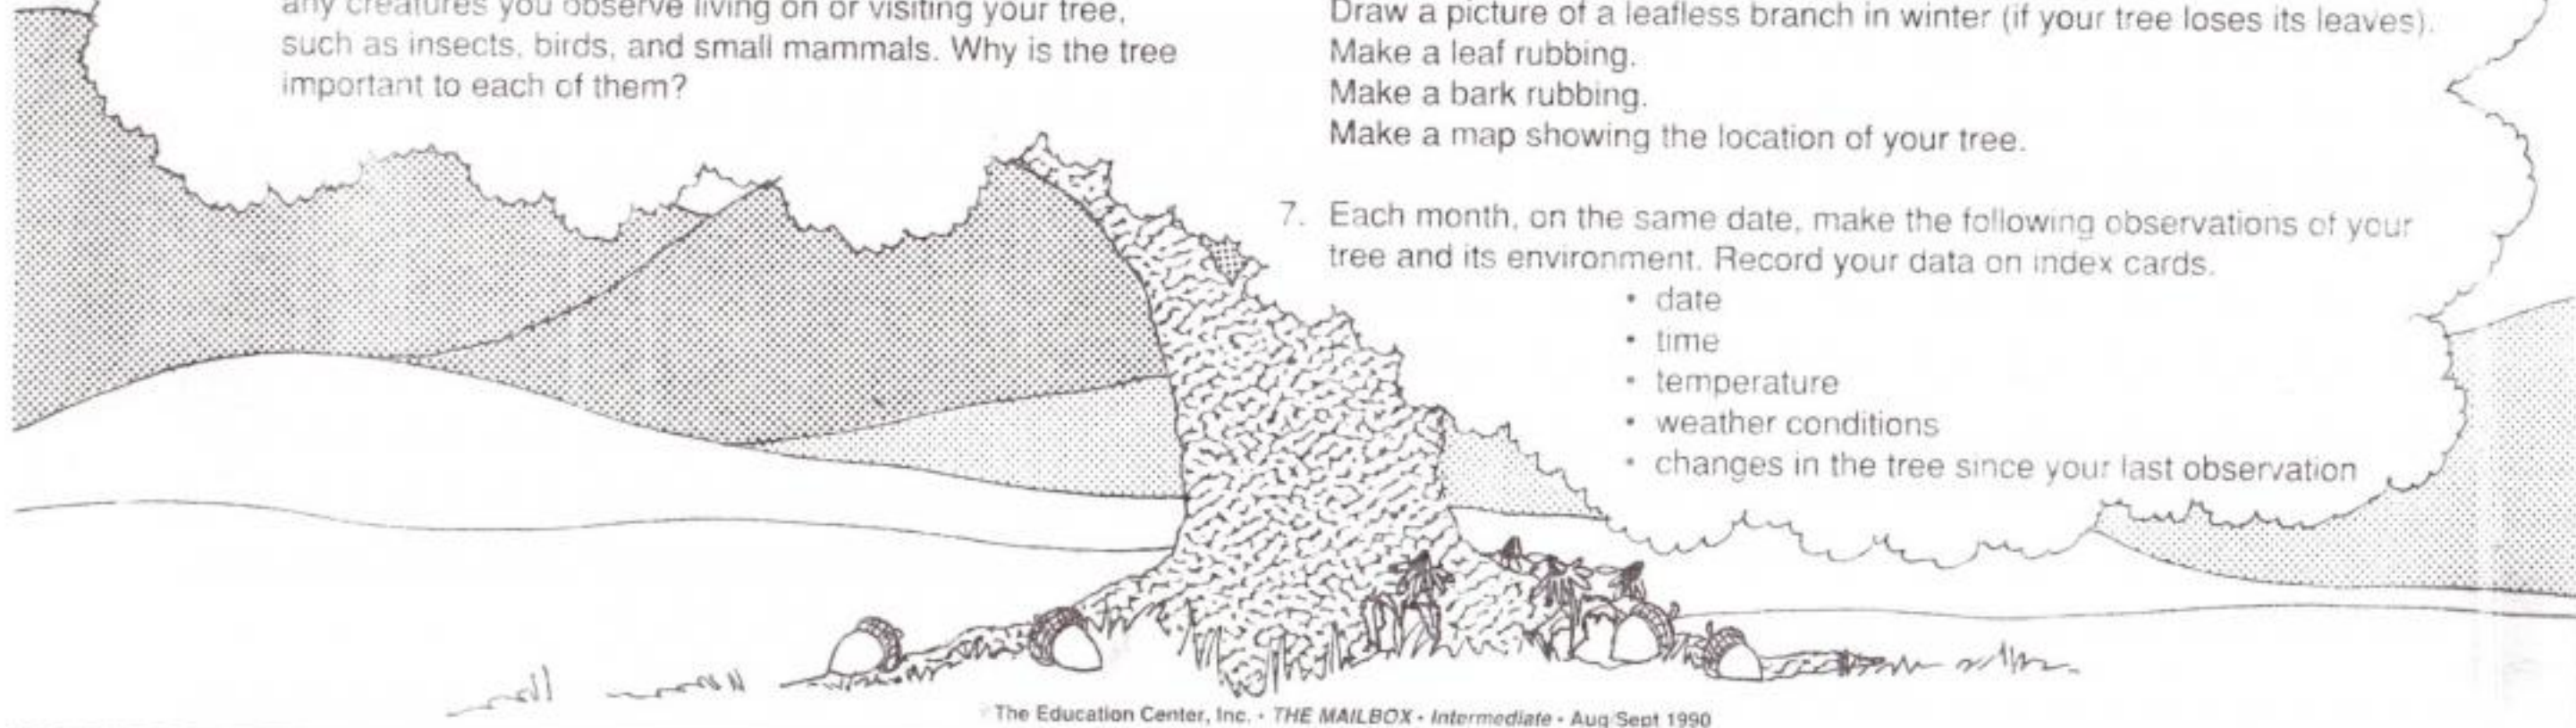 any creatures you observe living on or visiting your tree,
such as insects, birds, and small mammals. Why is the tree
important to each of them?
Draw a picture of a leafless branch in winter (if your tree loses its leaves).
Make a leaf rubbing.
Make a bark rubbing.
Make a map showing the location of your tree.
7. Each month, on the same date, make the following observations of your
tree and its environment. Record your data on index cards.
• date
• time
• temperature
• weather conditions
• changes in the tree since your last observation
The Education Center, Inc. • THE MAILBOX • Intermediate • Aug/Sept 1990